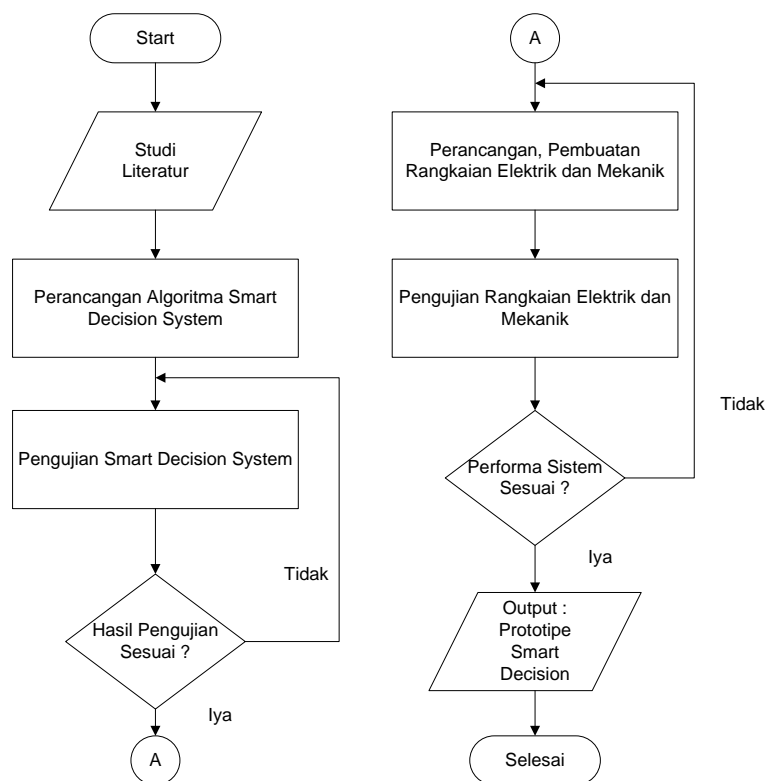 Start
Studi
Literatur
Perancangan Algoritma Smart
Decision System
Pengujian Smart Decision System
Tidak
Hasil Pengujian
Sesuai ?
Iya
A
A
Perancangan, Pembuatan
Rangkaian Elektrik dan Mekanik
Pengujian Rangkaian Elektrik dan
Mekanik
Tidak
Performa Sistem
Sesuai ?
Iya
Output :
Prototipe
Smart
Decision
Selesai